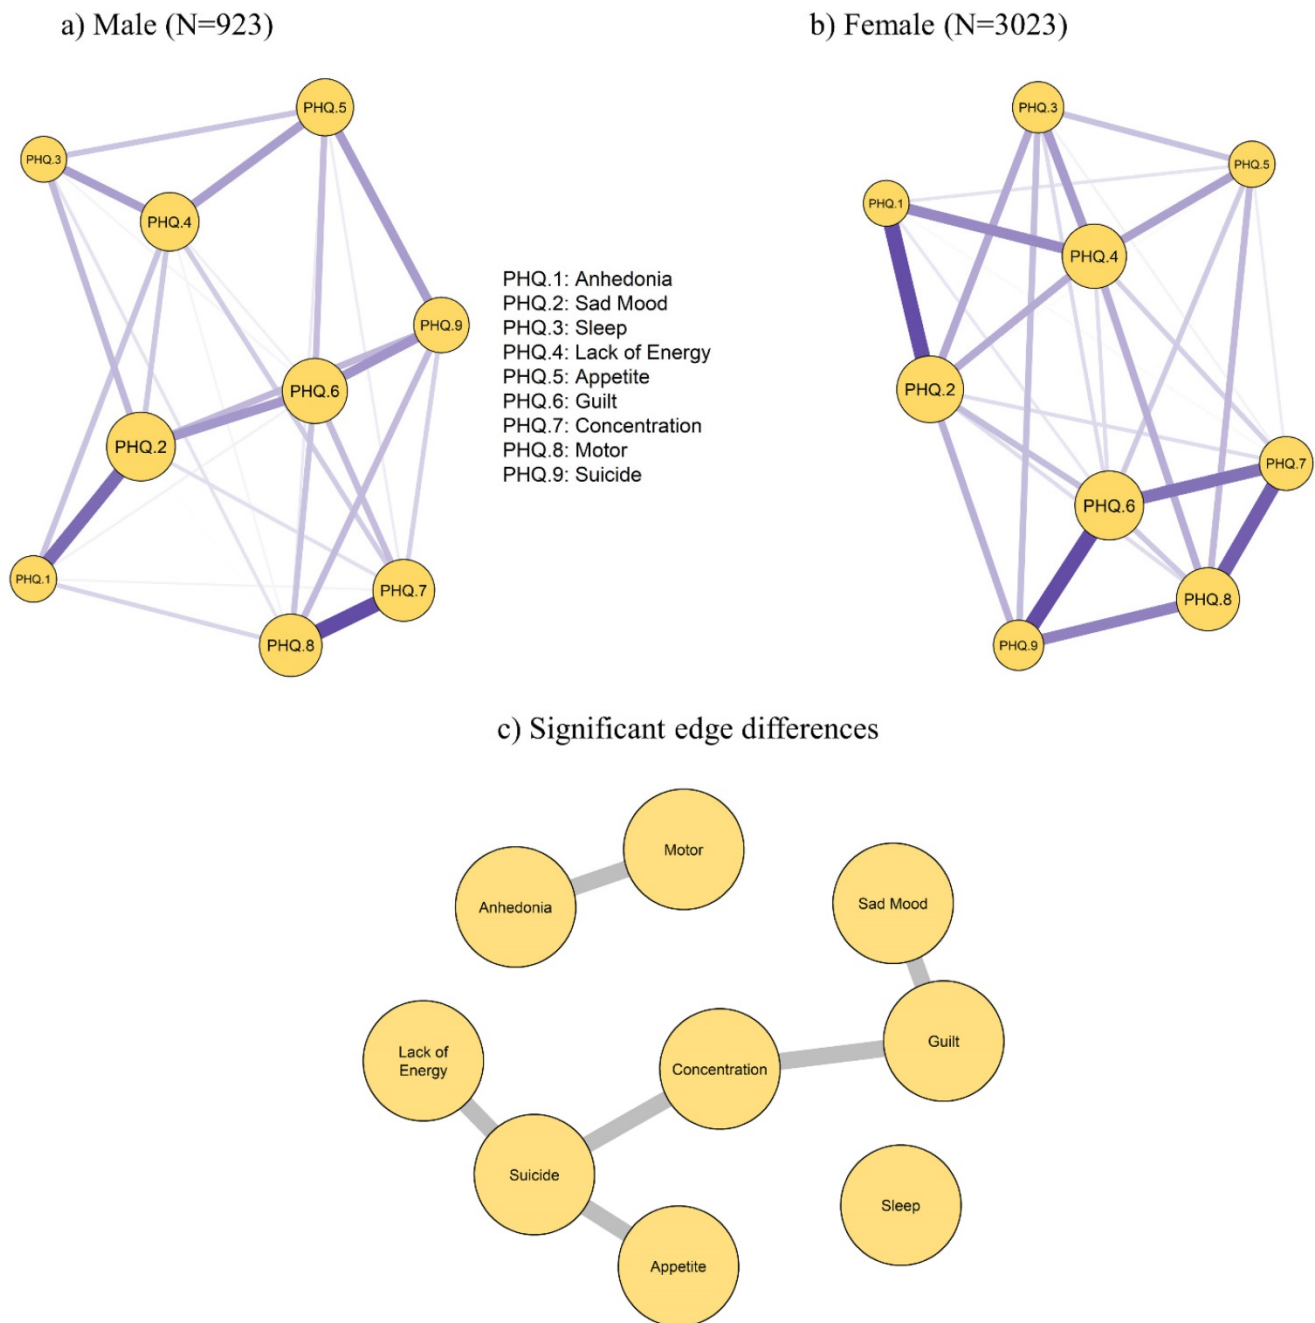 a) Male (N=923)
b) Female (N=3023)
PHQ.5
PHQ.3
PHQ.4
PHQ.9
PHQ.6
PHQ.2
PHQ.1
PHQ.7
PHQ.8
PHQ.1: Anhedonia
PHQ.2: Sad Mood
PHQ.3: Sleep
PHQ.4: Lack of Energy
PHQ.5: Appetite
PHQ.6: Guilt
PHQ.7: Concentration
PHQ.8: Motor
PHQ.9: Suicide
PHQ.3
PHQ.5
PHQ.1
PHQ.4
PHQ.2
PHQ.7
PHQ.6
PHQ.8
PHQ.9
c) Significant edge differences
Motor
Anhedonia
Sad Mood
Lack of
Energy
Concentration
Guilt
Suicide
Sleep
Appetite